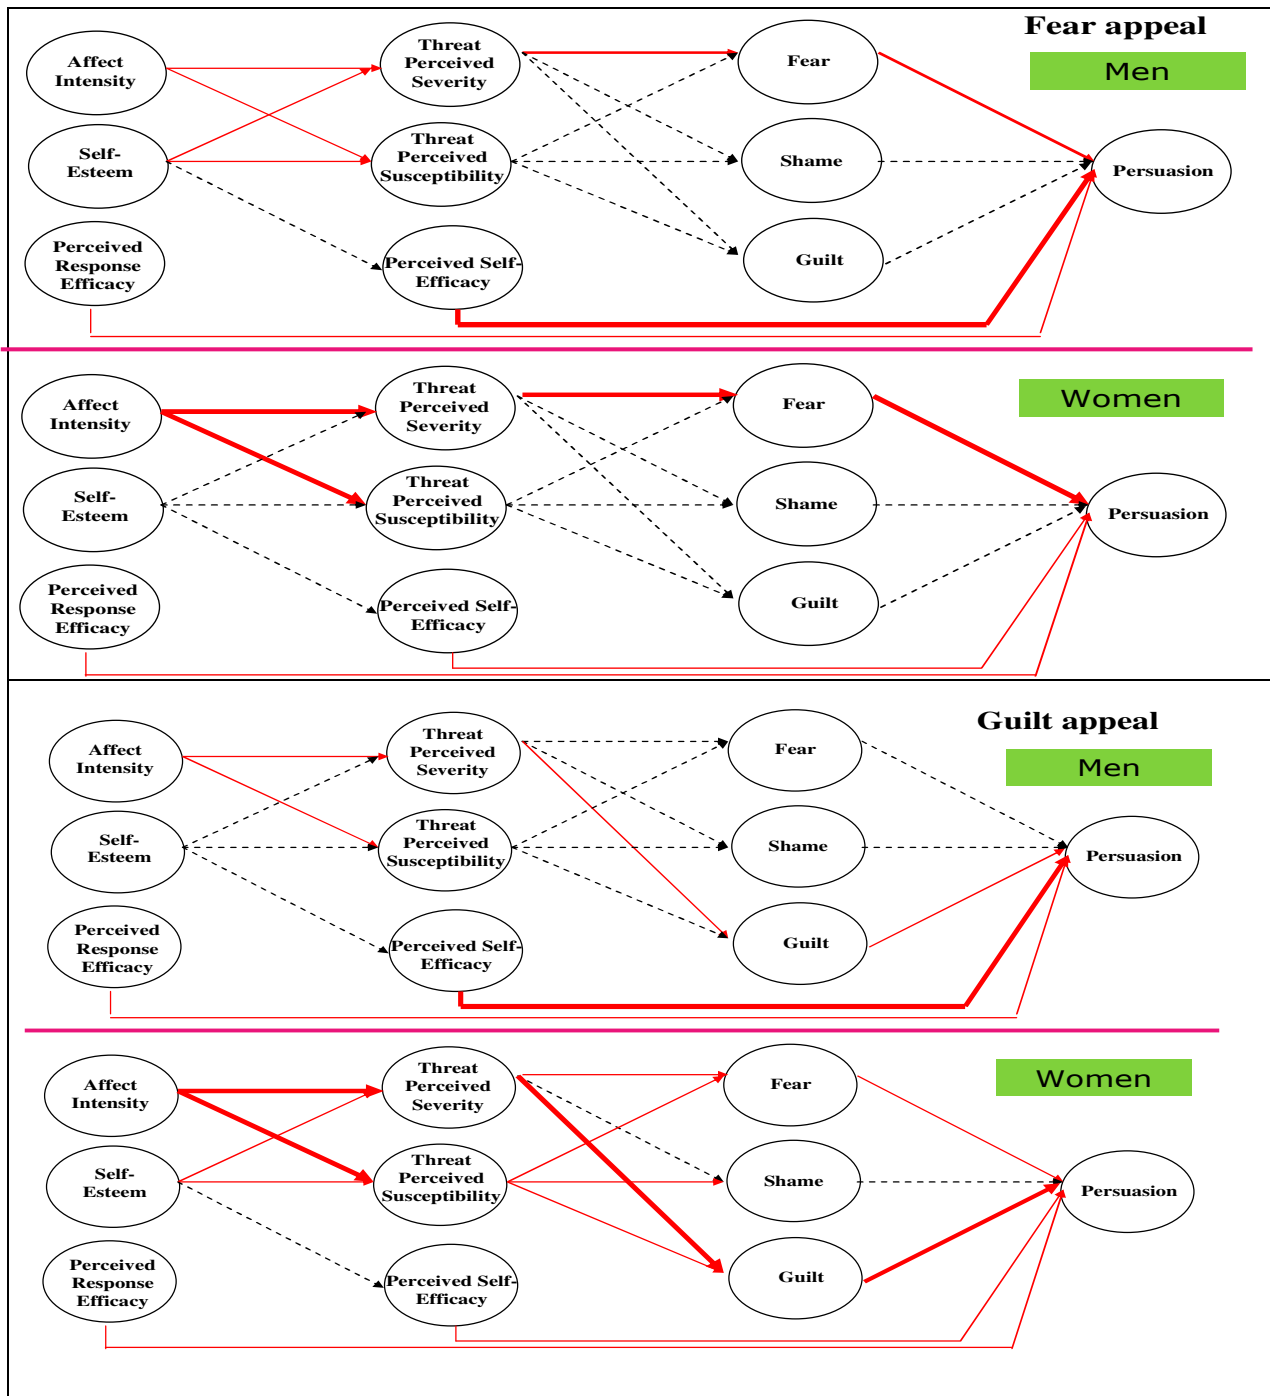 Fear appeal
Men
Affect
Intensity
Threat
Perceived
Severity
Fear
Self-
Esteem
Threat
Perceived
Susceptibility
Shame
Persuasion
Perceived
Response
Efficacy
Perceived Self-
Efficacy
Guilt
Women
Affect
Intensity
Threat
Perceived
Severity
Fear
Self-
Esteem
Threat
Perceived
Susceptibility
Shame
Persuasion
Perceived
Response
Efficacy
Perceived Self-
Efficacy
Guilt
Guilt appeal
Men
Affect
Intensity
Threat
Perceived
Severity
Fear
Self-
Esteem
Threat
Perceived
Susceptibility
Shame
Persuasion
Perceived
Response
Efficacy
Perceived Self-
Efficacy
Guilt
Women
Affect
Intensity
Threat
Perceived
Severity
Fear
Self-
Esteem
Threat
Perceived
Susceptibility
Shame
Persuasion
Perceived
Response
Efficacy
Perceived Self-
Efficacy
Guilt